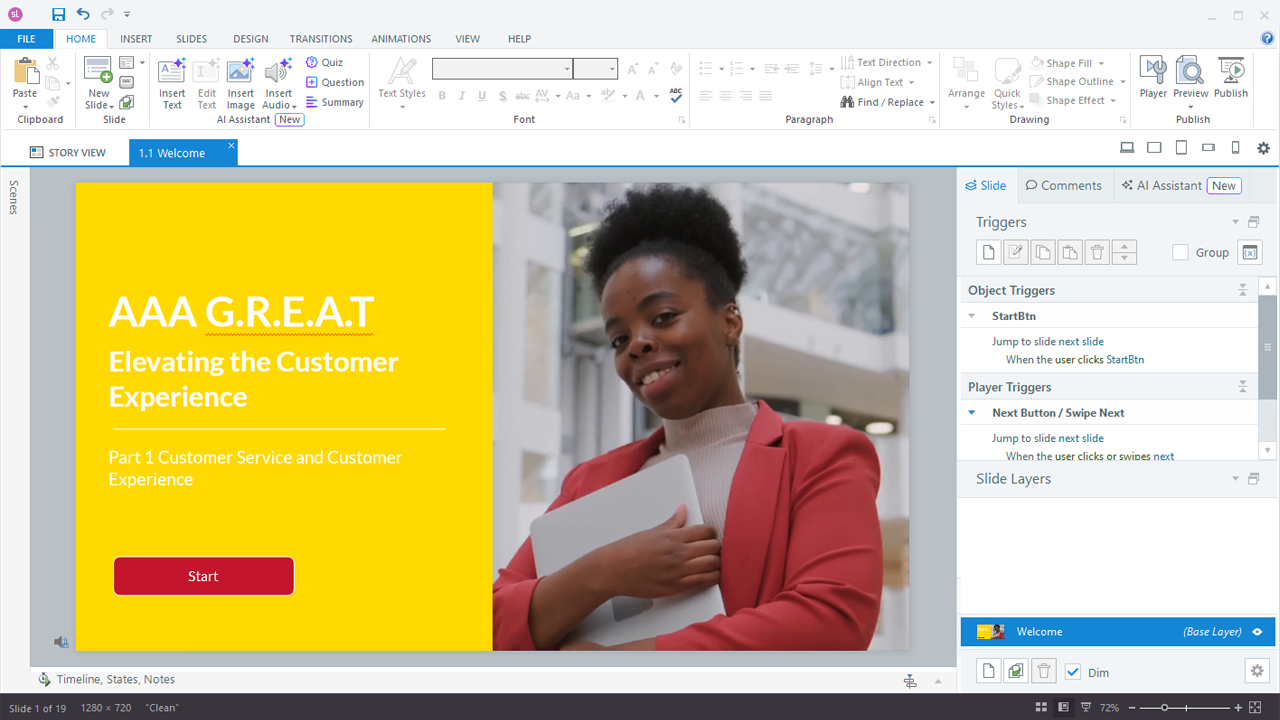 sl
FILE
HOME
INSERT
SLIDES
DESIGN
TRANSITIONS
ANIMATIONS
VIEW
HELP
Paste
Clipboard
New
Slide
Slide
Insert
Text
Edit
Text
Insert
Image
Insert
Audio
Quiz
Question
Summary
AI Assistant New
Text Styles
B I U S abc AV Aa A
ABC
Font
Text Direction
Align Text
Find / Replace
Paragraph
Arrange
Quick
Styles
Shape Fill
Shape Outline
Shape Effect
Drawing
Player
Preview
Publish
Publish
STORY VIEW
1.1 Welcome
Scenes
AAA G.R.E.A.T
Elevating the Customer
Experience
Part 1 Customer Service and Customer
Experience
Start
Slide
Comments
AI Assistant New
Triggers
Group
Object Triggers
StartBtn
Jump to slide next slide
When the user clicks StartBtn
Player Triggers
Next Button / Swipe Next
Jump to slide next slide
When the user clicks or swipes next
Slide Layers
Welcome (Base Layer)
Dim
Timeline, States, Notes
Slide 1 of 19
1280 × 720
"Clean"
72%